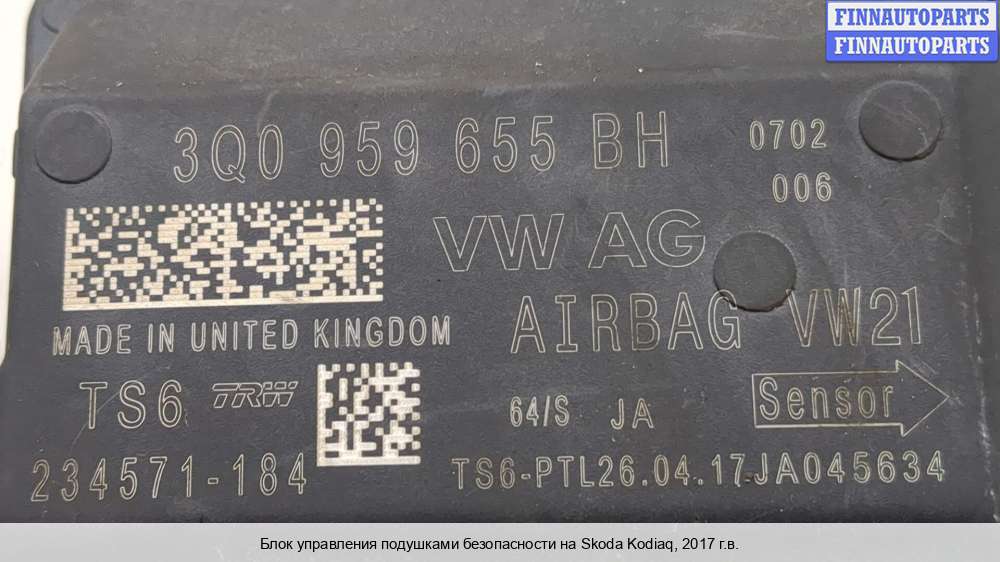 FINNAUTOPARTS
FINNAUTOPARTS
3Q0 959 655 BH 0702
006
VW AG
AIRBAG VW21
MADE IN UNITED KINGDOM
TS6 TRW
64/S JA
Sensor
234571-184
TS6-PTL26.04.17JA045634
Блок управления подушками безопасности на Skoda Kodiaq, 2017 г.в.